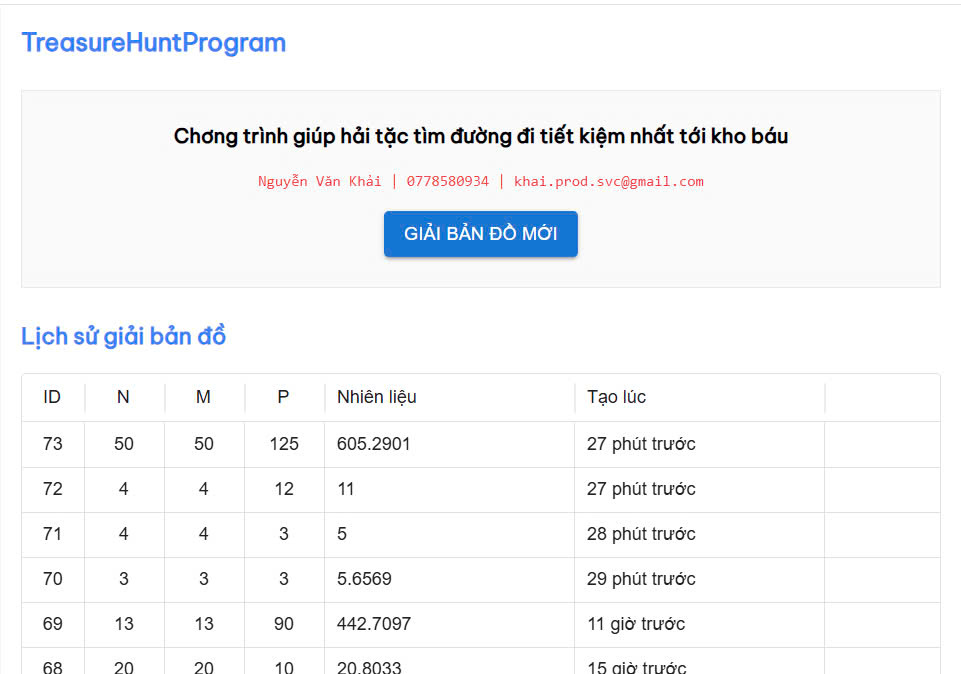 TreasureHuntProgram
Chơng trình giúp hải tặc tìm đường đi tiết kiệm nhất tới kho báu
Nguyễn Văn Khải | 0778580934 | khai.prod.svc@gmail.com
GIẢI BẢN ĐỒ MỚI
Lịch sử giải bản đồ
ID N M P Nhiên liệu Tạo lúc
73 50 50 125 605.2901 27 phút trước
72 4 4 12 11 27 phút trước
71 4 4 3 5 28 phút trước
70 3 3 3 5.6569 29 phút trước
69 13 13 90 442.7097 11 giờ trước
68 20 20 10 20.8033 15 giờ trước